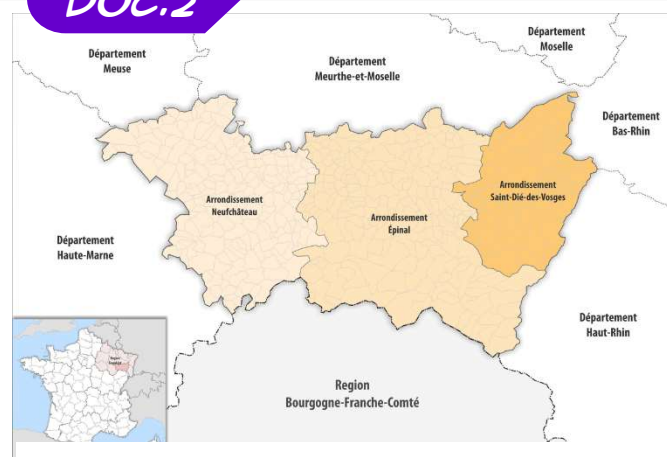 DOC.2
Département
Meuse
Département
Meurthe-et-Moselle
Département
Moselle
Département
Bas-Rhin
Arrondissement
Neufchâteau
Arrondissement
Épinal
Arrondissement
Saint-Dié-des-Vosges
Département
Haute-Marne
Département
Haut-Rhin
Region
Bourgogne-Franche-Comté